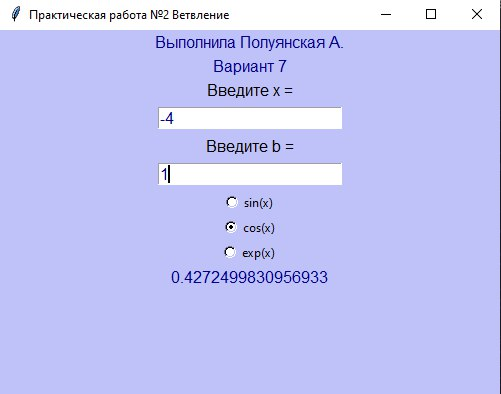 Практическая работа №2 Ветвление
Выполнила Полуянская А.
Вариант 7
Введите x =
-4
Введите b =
1
sin(x)
cos(x)
exp(x)
0.4272499830956933